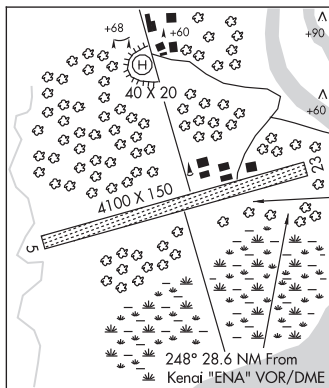 +68
+60
+90
H
40 X 20
+60
23
4100 X 150
5
248° 28.6 NM From
Kenai "ENA" VOR/DME